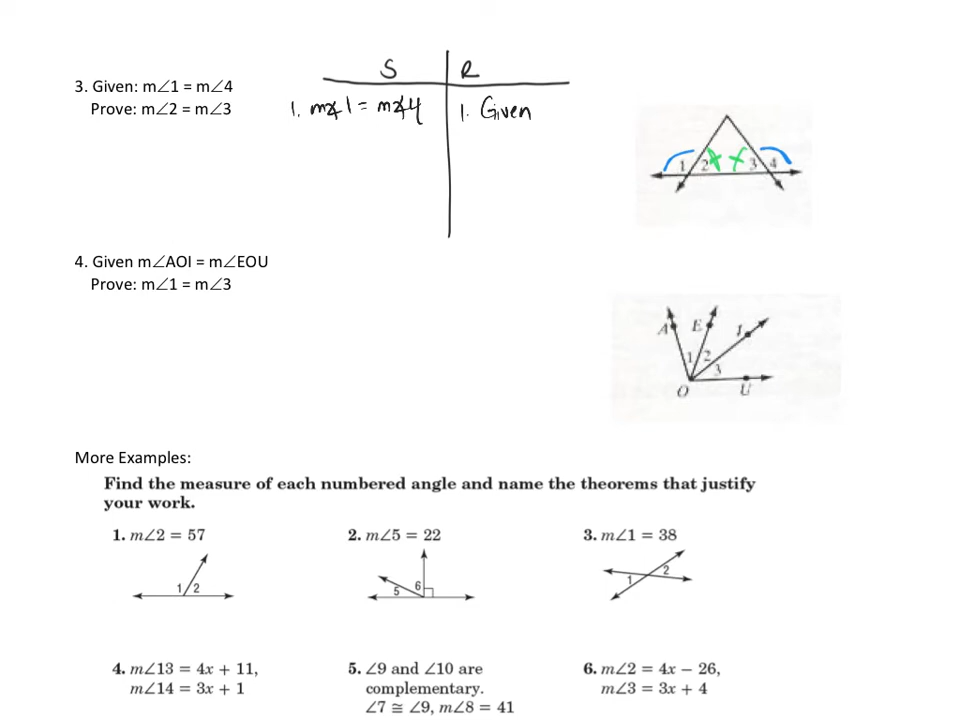 3. Given: m∠1 = m∠4
Prove: m∠2 = m∠3
S R
1. m∡1 = m∡4 1. Given
1 2 3 4
4. Given m∠AOI = m∠EOU
Prove: m∠1 = m∠3
A E I
1 2
3
O U
More Examples:
Find the measure of each numbered angle and name the theorems that justify
your work.
1. m∠2 = 57 2. m∠5 = 22 3. m∠1 = 38
1 2 5 6 1 2
4. m∠13 = 4x + 11, 5. ∠9 and ∠10 are 6. m∠2 = 4x − 26,
m∠14 = 3x + 1 complementary. m∠3 = 3x + 4
∠7 ≅ ∠9, m∠8 = 41